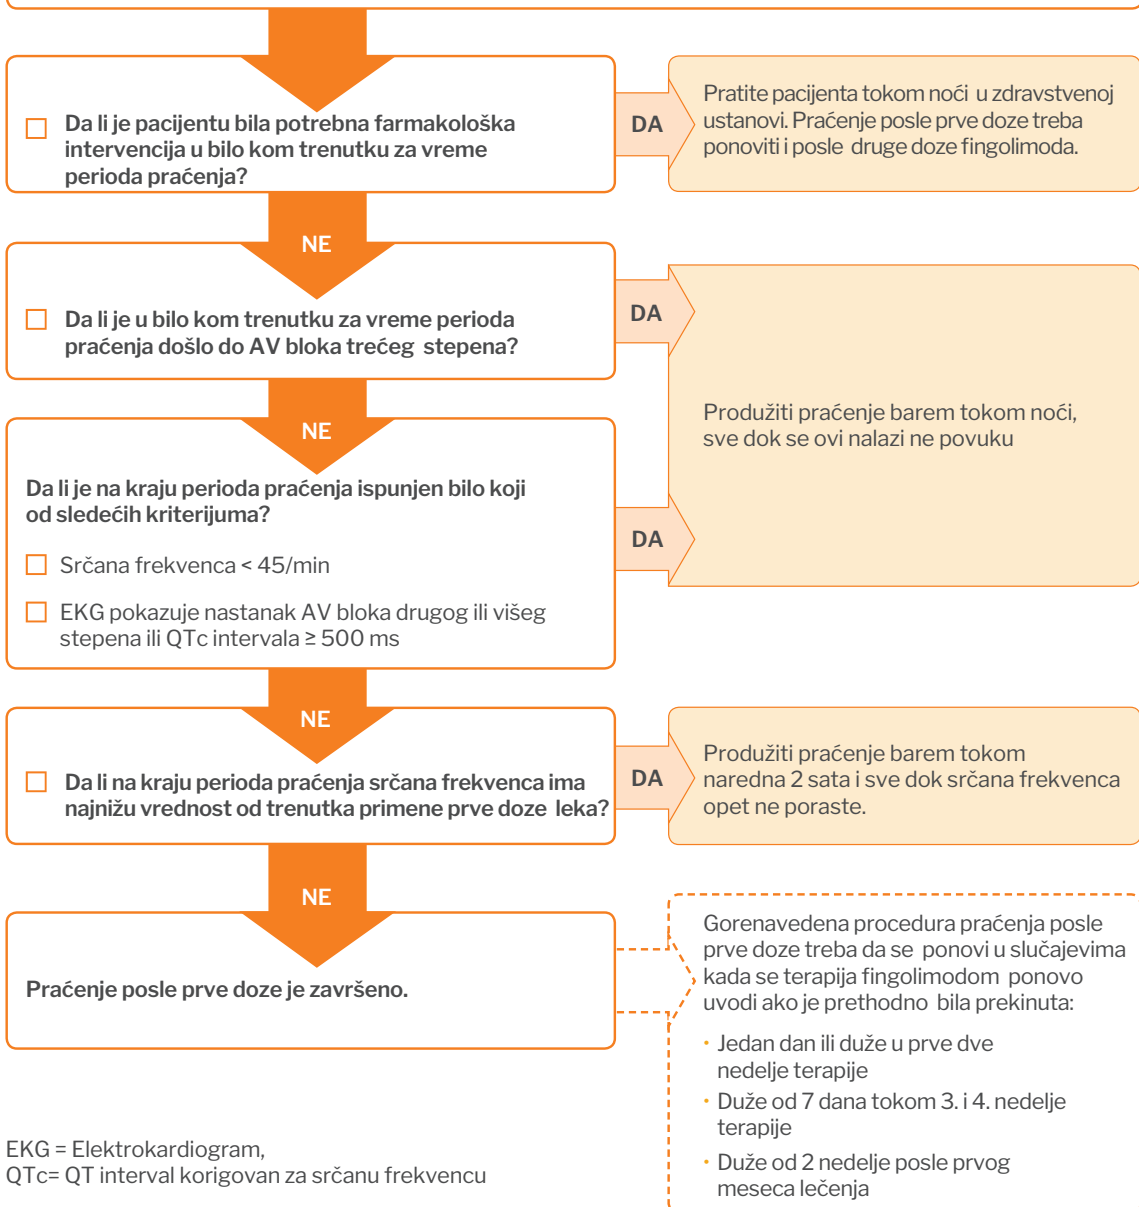 Da li je pacijentu bila potrebna farmakološka
intervencija u bilo kom trenutku za vreme
perioda praćenja?
DA
Pratite pacijenta tokom noći u zdravstvenoj
ustanovi. Praćenje posle prve doze treba
ponoviti i posle druge doze fingolimoda.
NE
Da li je u bilo kom trenutku za vreme perioda
praćenja došlo do AV bloka trećeg stepena?
DA
NE
Produžiti praćenje barem tokom noći,
sve dok se ovi nalazi ne povuku
Da li je na kraju perioda praćenja ispunjen bilo koji
od sledećih kriterijuma?
Srčana frekvenca < 45/min
EKG pokazuje nastanak AV bloka drugog ili višeg
stepena ili QTc intervala ≥ 500 ms
DA
NE
Da li na kraju perioda praćenja srčana frekvenca ima
najnižu vrednost od trenutka primene prve doze leka?
DA
Produžiti praćenje barem tokom
naredna 2 sata i sve dok srčana frekvenca
opet ne poraste.
NE
Praćenje posle prve doze je završeno.
Gorenavedena procedura praćenja posle
prve doze treba da se ponovi u slučajevima
kada se terapija fingolimodom ponovo
uvodi ako je prethodno bila prekinuta:
• Jedan dan ili duže u prve dve
nedelje terapije
• Duže od 7 dana tokom 3. i 4. nedelje
terapije
• Duže od 2 nedelje posle prvog
meseca lečenja
EKG = Elektrokardiogram,
QTc= QT interval korigovan za srčanu frekvencu